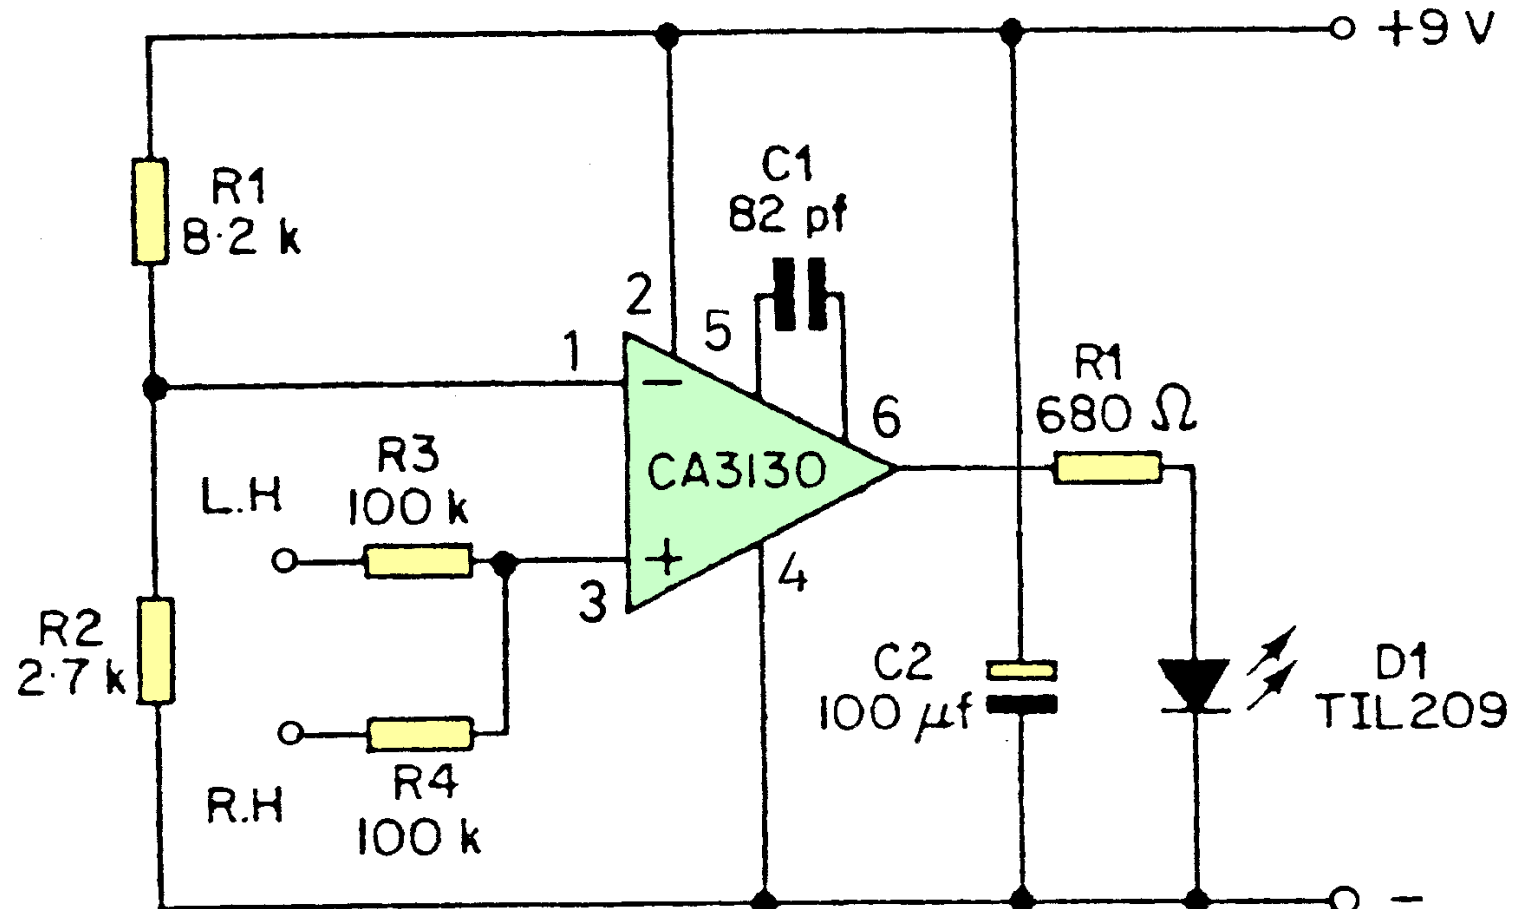 +9 V
R1
8·2 k
C1
82 pf
2
5
1
−
6
R1
680 Ω
CA3130
R3
100 k
L.H
+
3
4
R2
2·7 k
C2
100 μf
D1
TIL209
R.H
R4
100 k
−